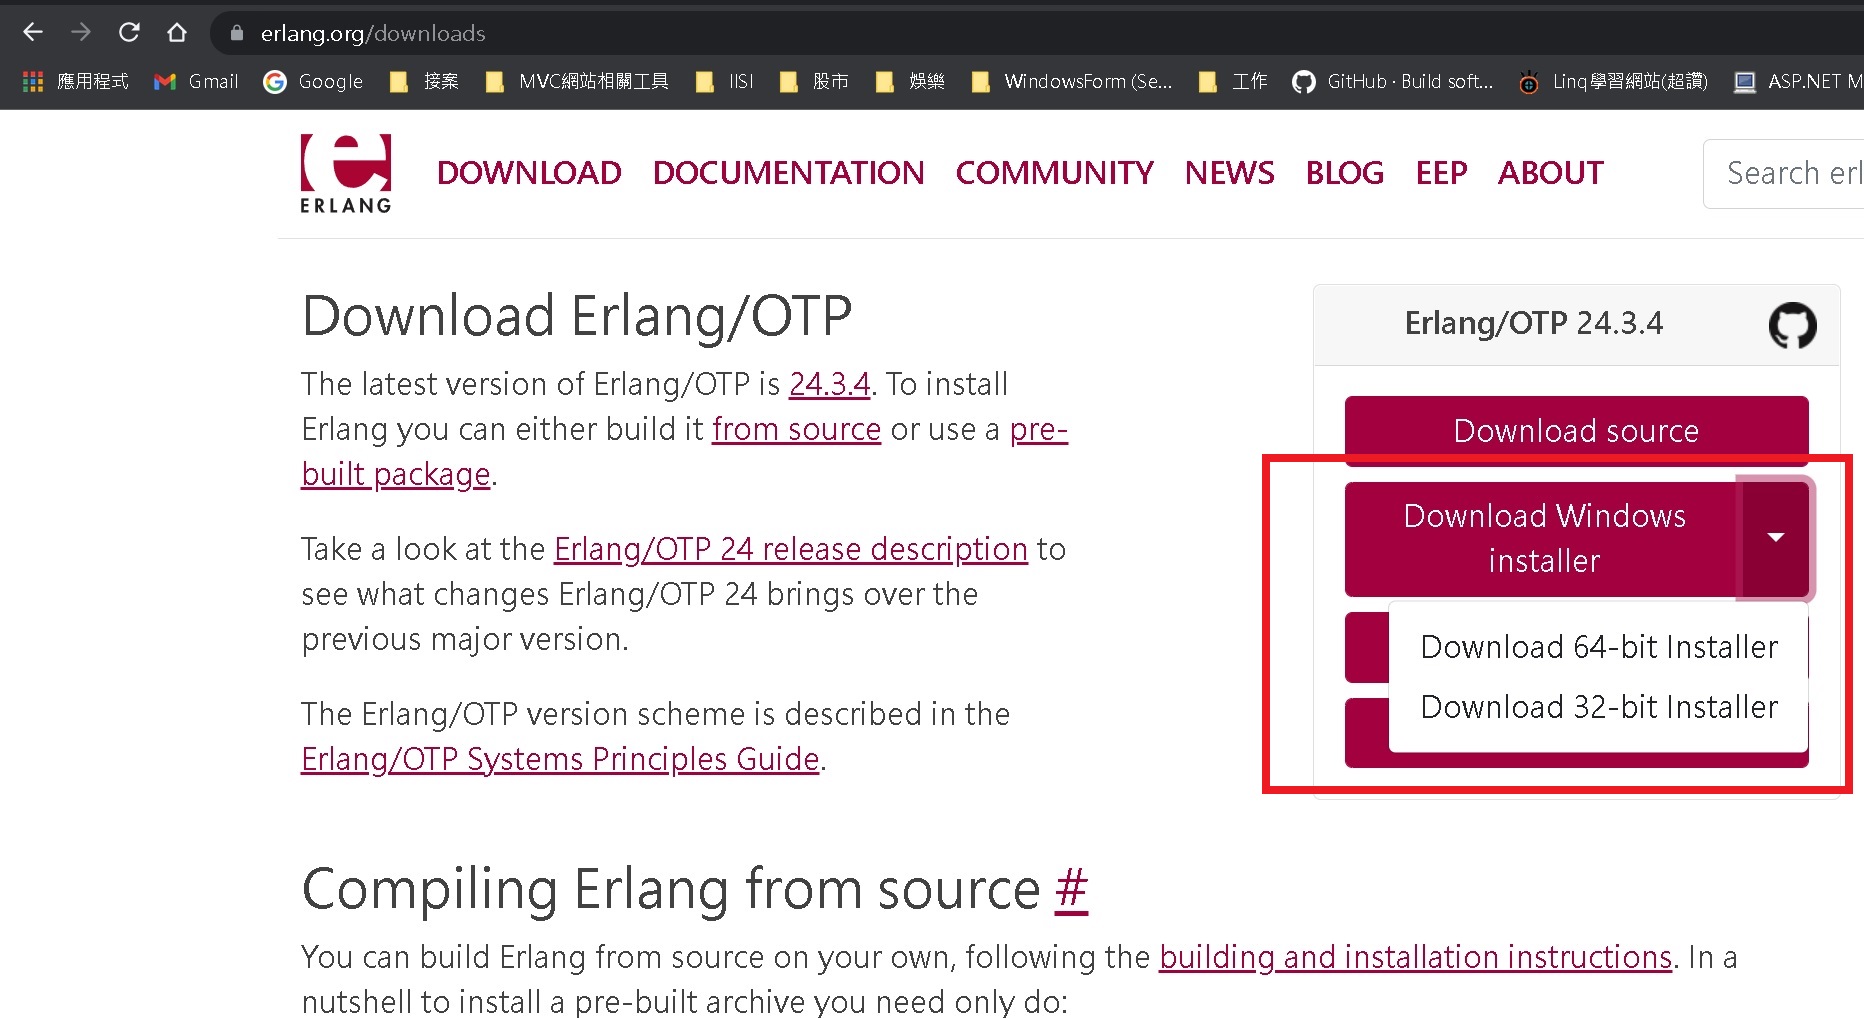 erlang.org/downloads
應用程式 Gmail Google 接案 MVC網站相關工具 IISI 股市 娛樂 WindowsForm (Se... 工作 GitHub · Build soft... Linq學習網站(超讚) ASP.NET M
ERLANG
DOWNLOAD DOCUMENTATION COMMUNITY NEWS BLOG EEP ABOUT
Search erl
Download Erlang/OTP
The latest version of Erlang/OTP is 24.3.4. To install
Erlang you can either build it from source or use a pre-
built package.
Take a look at the Erlang/OTP 24 release description to
see what changes Erlang/OTP 24 brings over the
previous major version.
The Erlang/OTP version scheme is described in the
Erlang/OTP Systems Principles Guide.
Erlang/OTP 24.3.4
Download source
Download Windows
installer
Download 64-bit Installer
Download 32-bit Installer
Compiling Erlang from source #
You can build Erlang from source on your own, following the building and installation instructions. In a
nutshell to install a pre-built archive you need only do: